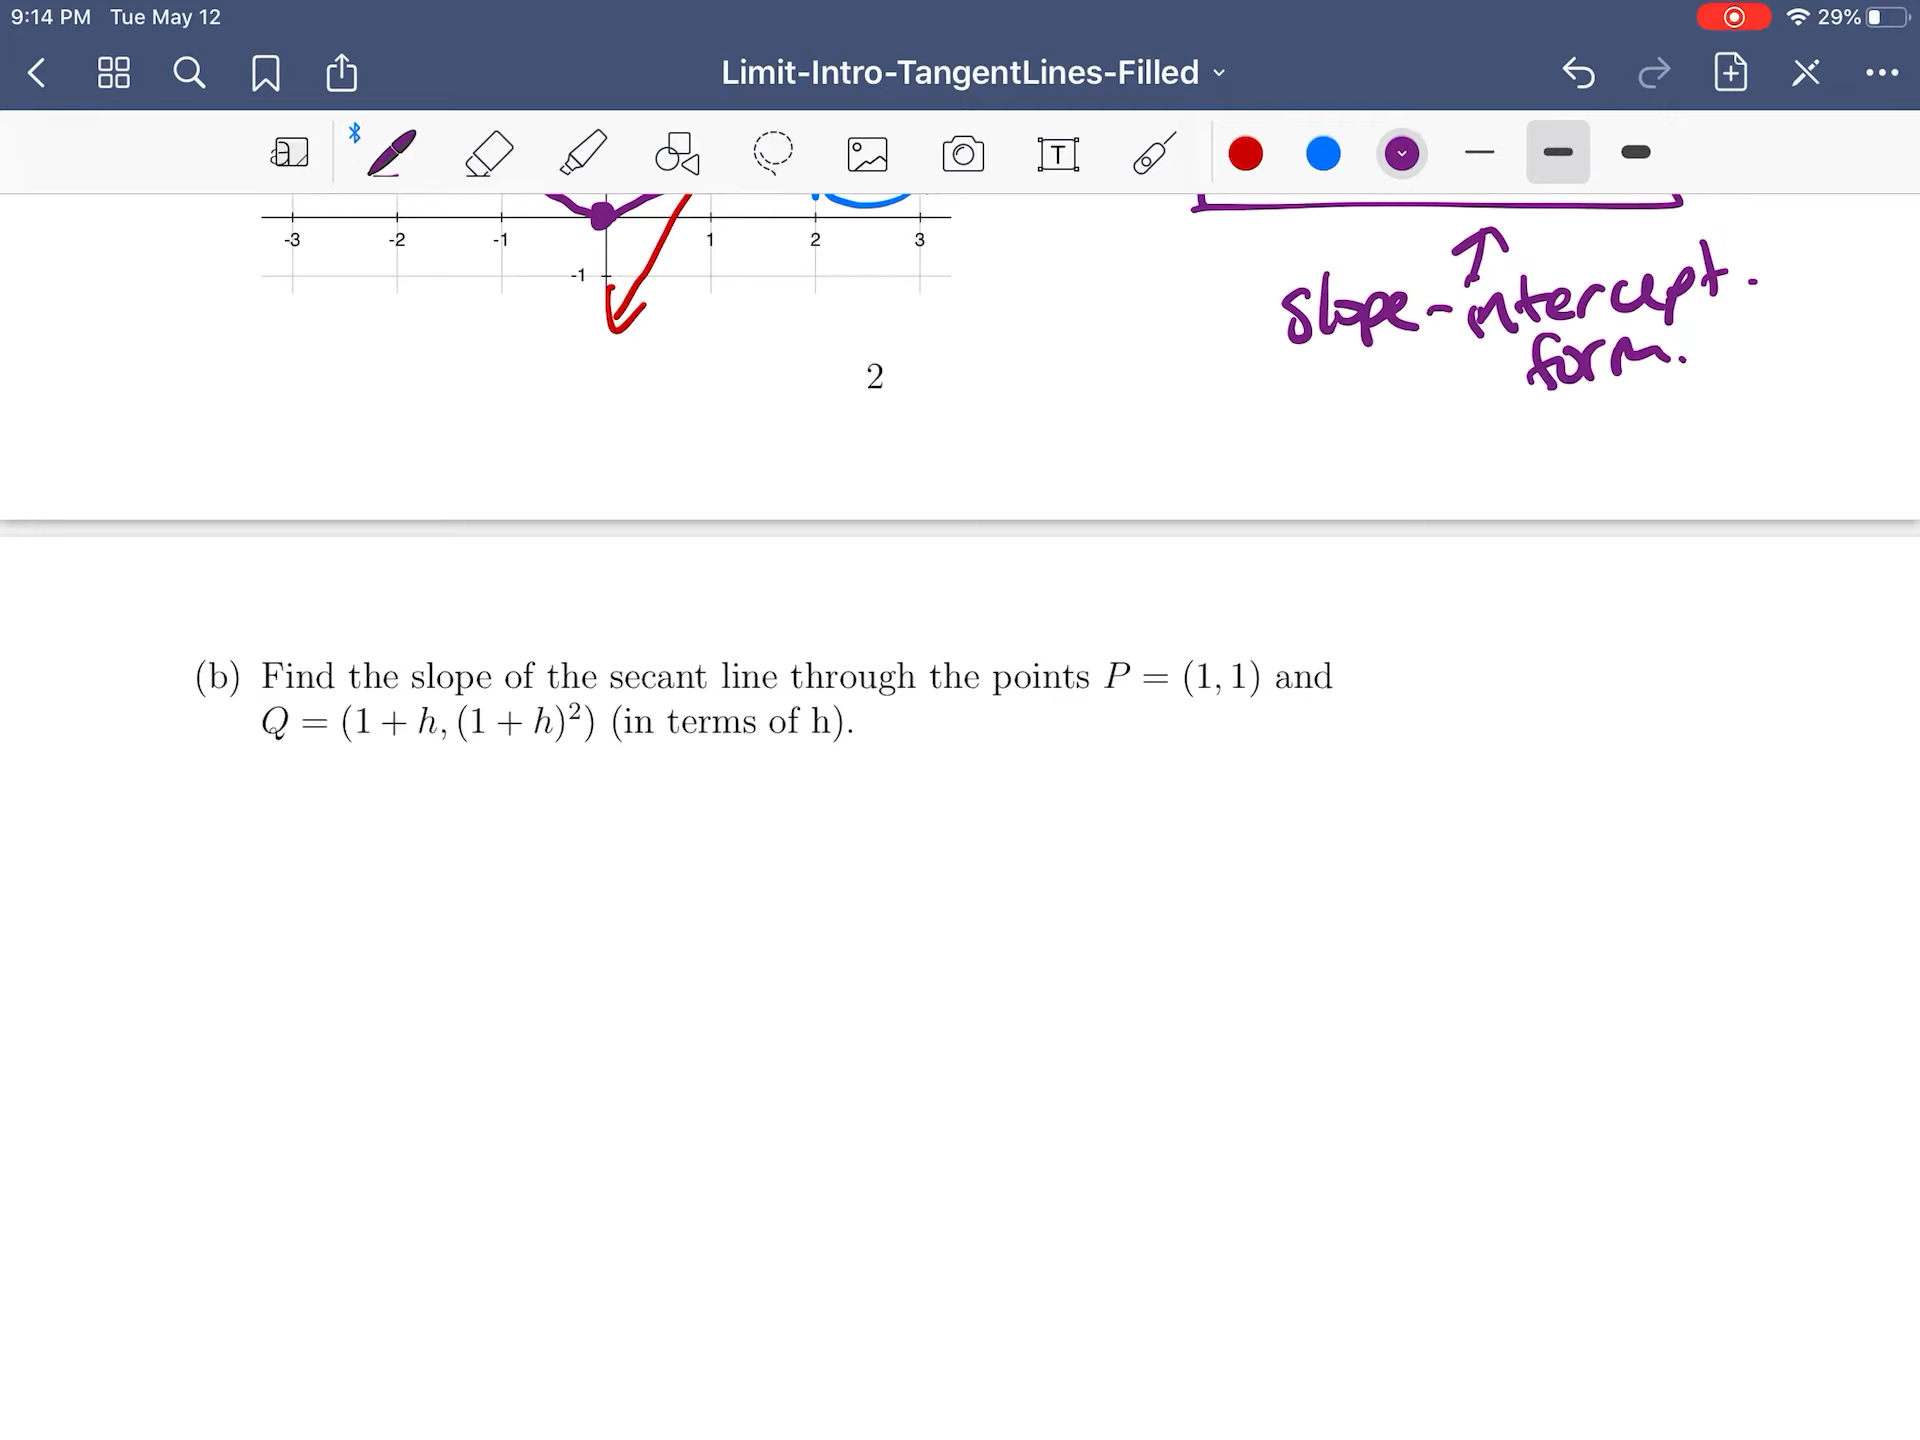 9:14 PM Tue May 12
29%
Limit-Intro-TangentLines-Filled
T
-3 -2 -1 1 2 3
-1
slope-intercept.
form.
2
(b) Find the slope of the secant line through the points P = (1, 1) and
Q = (1 + h, (1 + h)²) (in terms of h).